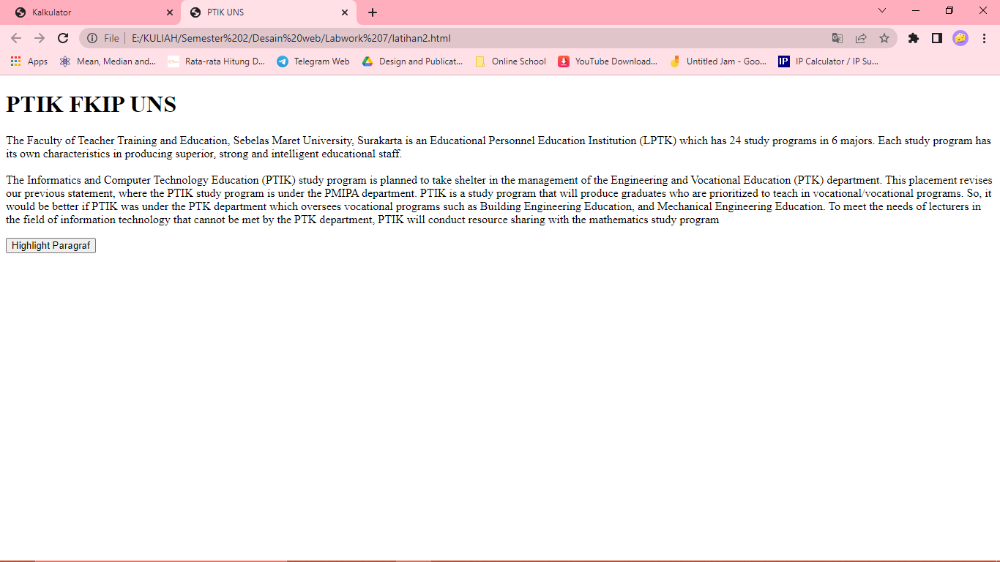 Kalkulator
PTIK UNS
File
E:/KULIAH/Semester%202/Desain%20web/Labwork%207/latihan2.html
Apps
Mean, Median and...
Rata-rata Hitung D...
Telegram Web
Design and Publicat...
Online School
YouTube Download...
Untitled Jam - Goo...
IP
IP Calculator / IP Su...
PTIK FKIP UNS
The Faculty of Teacher Training and Education, Sebelas Maret University, Surakarta is an Educational Personnel Education Institution (LPTK) which has 24 study programs in 6 majors. Each study program has
its own characteristics in producing superior, strong and intelligent educational staff.
The Informatics and Computer Technology Education (PTIK) study program is planned to take shelter in the management of the Engineering and Vocational Education (PTK) department. This placement revises
our previous statement, where the PTIK study program is under the PMIPA department. PTIK is a study program that will produce graduates who are prioritized to teach in vocational/vocational programs. So, it
would be better if PTIK was under the PTK department which oversees vocational programs such as Building Engineering Education, and Mechanical Engineering Education. To meet the needs of lecturers in
the field of information technology that cannot be met by the PTK department, PTIK will conduct resource sharing with the mathematics study program
Highlight Paragraf